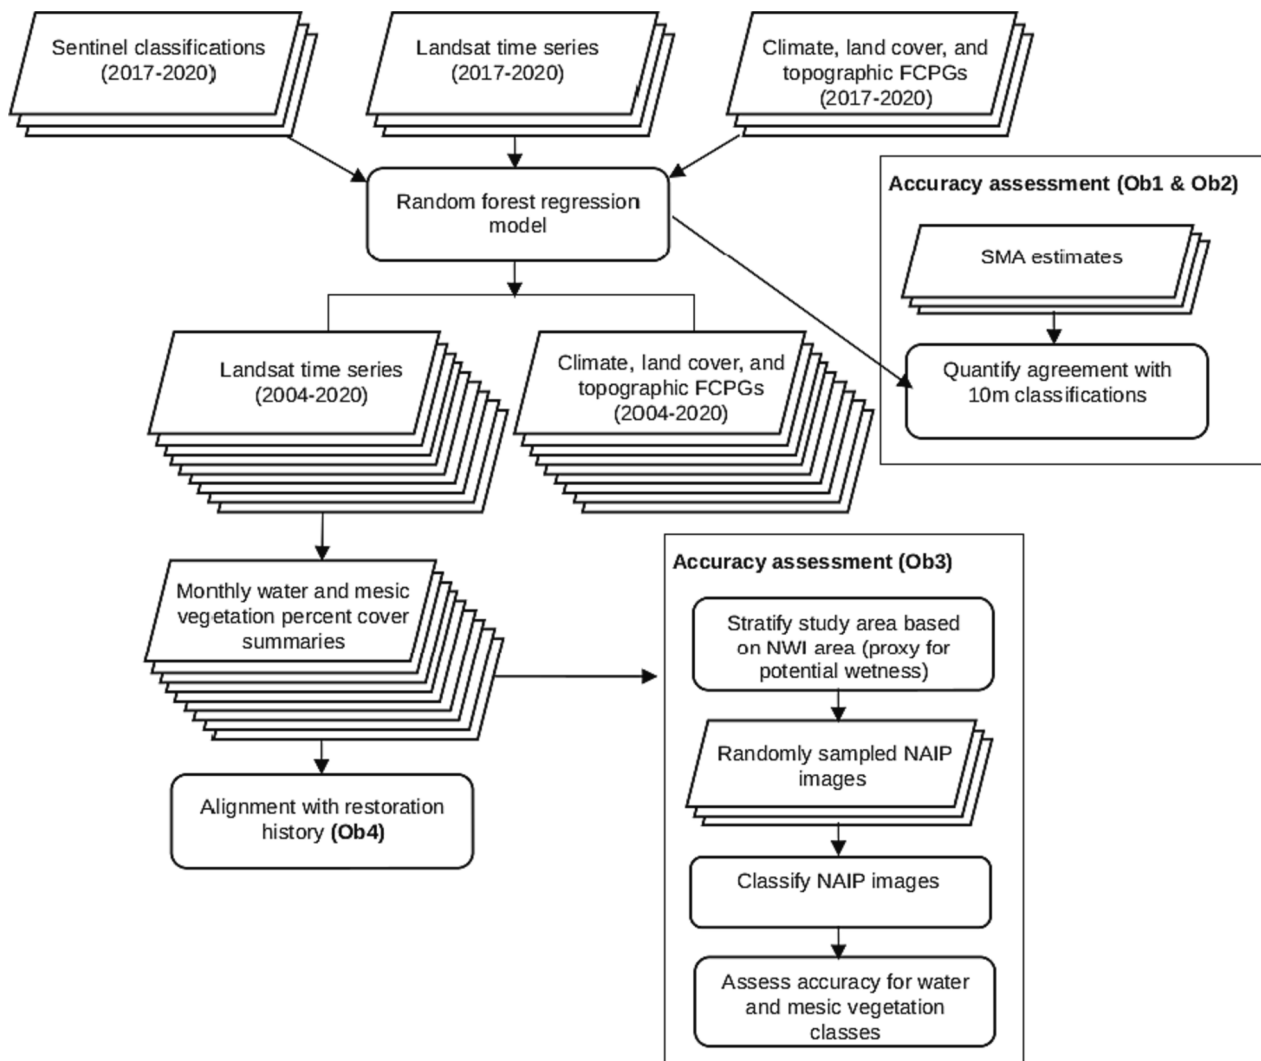 Sentinel classifications
(2017-2020)
Landsat time series
(2017-2020)
Climate, land cover, and
topographic FCPGs
(2017-2020)
Random forest regression
model
Accuracy assessment (Ob1 & Ob2)
SMA estimates
Quantify agreement with
10m classifications
Landsat time series
(2004-2020)
Climate, land cover, and
topographic FCPGs
(2004-2020)
Monthly water and mesic
vegetation percent cover
summaries
Alignment with restoration
history (Ob4)
Accuracy assessment (Ob3)
Stratify study area based
on NWI area (proxy for
potential wetness)
Randomly sampled NAIP
images
Classify NAIP images
Assess accuracy for water
and mesic vegetation
classes